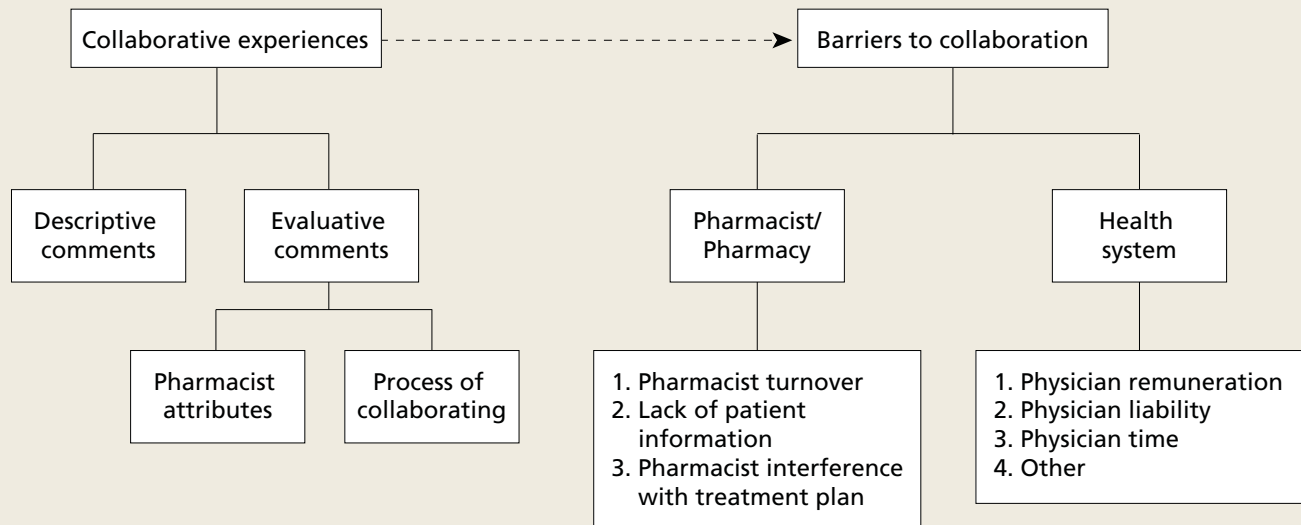 Collaborative experiences
Barriers to collaboration
Descriptive
comments
Evaluative
comments
Pharmacist/
Pharmacy
Health
system
Pharmacist
attributes
Process of
collaborating
1. Pharmacist turnover
2. Lack of patient
information
3. Pharmacist interference
with treatment plan
1. Physician remuneration
2. Physician liability
3. Physician time
4. Other